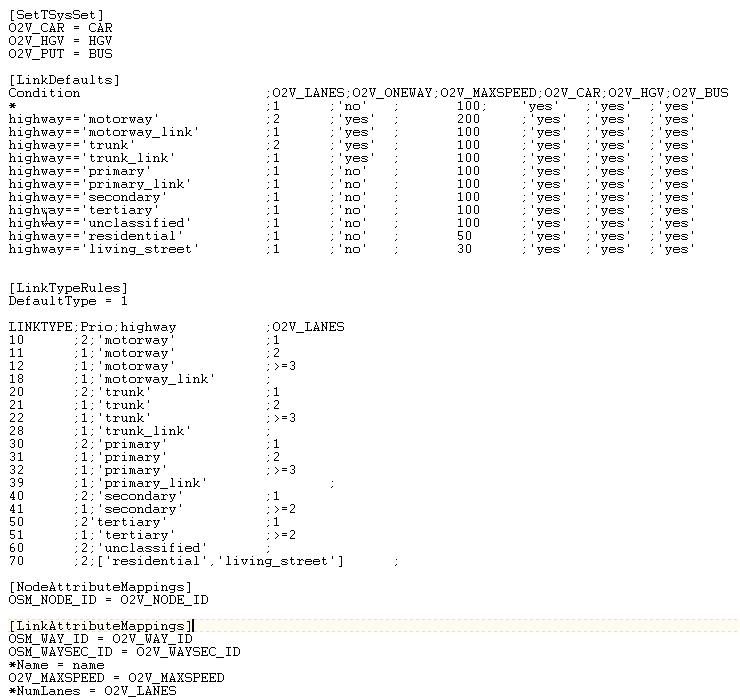 [SetTSysSet]
O2V_CAR = CAR
O2V_HGV = HGV
O2V_PUT = BUS

[LinkDefaults]
Condition ;O2V_LANES;O2V_ONEWAY;O2V_MAXSPEED;O2V_CAR;O2V_HGV;O2V_BUS
* ;1 ;'no' ; 100; 'yes' ;'yes' ;'yes'
highway=='motorway' ;2 ;'yes' ; 200 ;'yes' ;'yes' ;'yes'
highway=='motorway_link' ;1 ;'yes' ; 100 ;'yes' ;'yes' ;'yes'
highway=='trunk' ;2 ;'yes' ; 100 ;'yes' ;'yes' ;'yes'
highway=='trunk_link' ;1 ;'yes' ; 100 ;'yes' ;'yes' ;'yes'
highway=='primary' ;1 ;'no' ; 100 ;'yes' ;'yes' ;'yes'
highway=='primary_link' ;1 ;'no' ; 100 ;'yes' ;'yes' ;'yes'
highway=='secondary' ;1 ;'no' ; 100 ;'yes' ;'yes' ;'yes'
highway=='tertiary' ;1 ;'no' ; 100 ;'yes' ;'yes' ;'yes'
highway=='unclassified' ;1 ;'no' ; 100 ;'yes' ;'yes' ;'yes'
highway=='residential' ;1 ;'no' ; 50 ;'yes' ;'yes' ;'yes'
highway=='living_street' ;1 ;'no' ; 30 ;'yes' ;'yes' ;'yes'

[LinkTypeRules]
DefaultType = 1

LINKTYPE;Prio;highway ;O2V_LANES
10 ;2;'motorway' ;1
11 ;1;'motorway' ;2
12 ;1;'motorway' ;>=3
18 ;1;'motorway_link' ;
20 ;2;'trunk' ;1
21 ;1;'trunk' ;2
22 ;1;'trunk' ;>=3
28 ;1;'trunk_link' ;
30 ;2;'primary' ;1
31 ;1;'primary' ;2
32 ;1;'primary' ;>=3
39 ;1;'primary_link' ;
40 ;2;'secondary' ;1
41 ;1;'secondary' ;>=2
50 ;2'tertiary' ;1
51 ;1;'tertiary' ;>=2
60 ;2;'unclassified' ;
70 ;2;['residential','living_street'] ;

[NodeAttributeMappings]
OSM_NODE_ID = O2V_NODE_ID

[LinkAttributeMappings]
OSM_WAY_ID = O2V_WAY_ID
OSM_WAYSEC_ID = O2V_WAYSEC_ID
*Name = name
O2V_MAXSPEED = O2V_MAXSPEED
*NumLanes = O2V_LANES